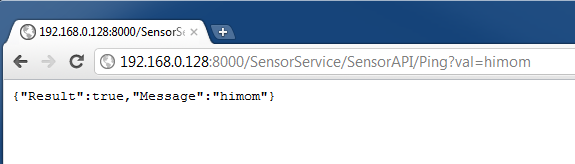 192.168.0.128:8000/SensorSe
192.168.0.128:8000/SensorService/SensorAPI/Ping?val=himom
{"Result":true,"Message":"himom"}